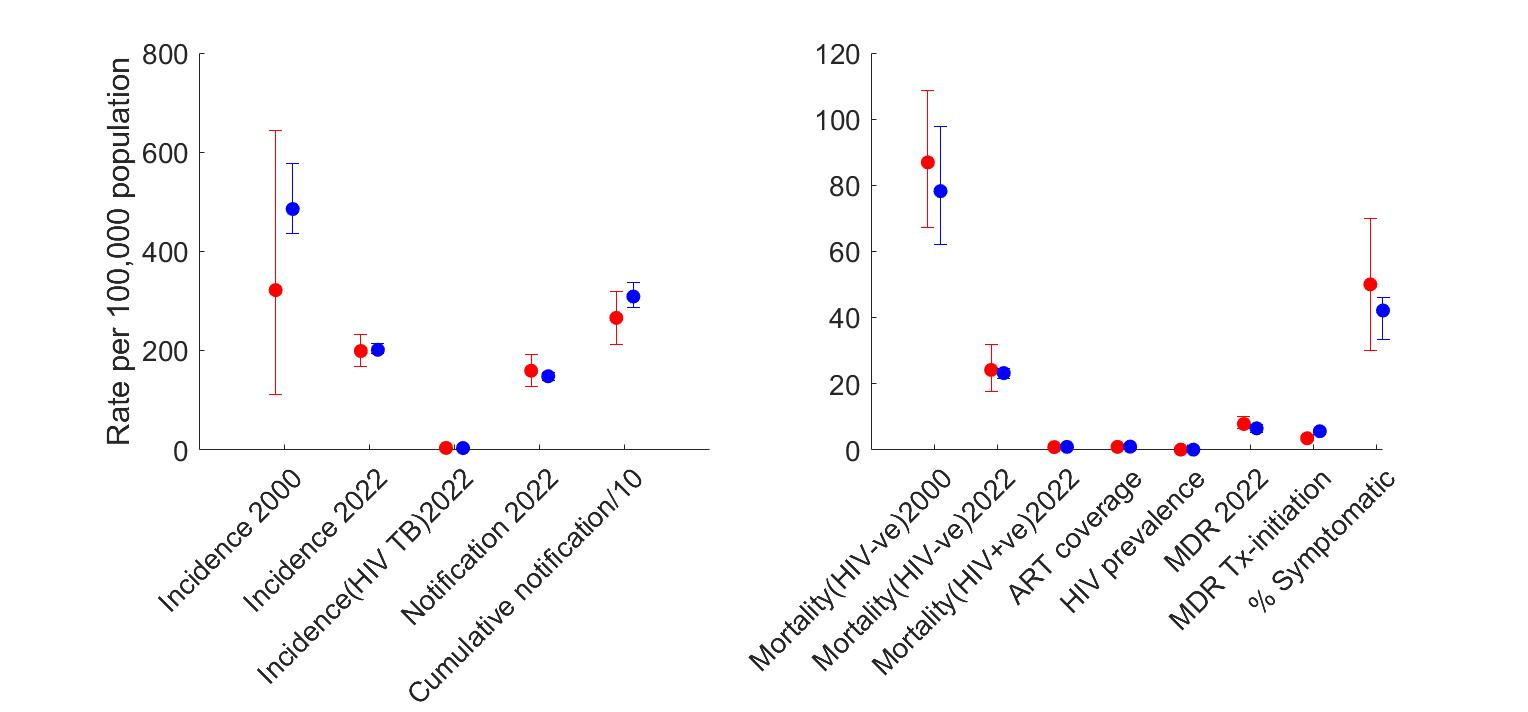 Rate per 100,000 population
800
600
400
200
0
Incidence 2000
Incidence 2022
Incidence(HIV TB)2022
Notification 2022
Cumulative notification/10
120
100
80
60
40
20
0
Mortality(HIV-ve)2000
Mortality(HIV-ve)2022
Mortality(HIV+ve)2022
ART coverage
HIV prevalence
MDR 2022
MDR Tx-initiation
% Symptomatic